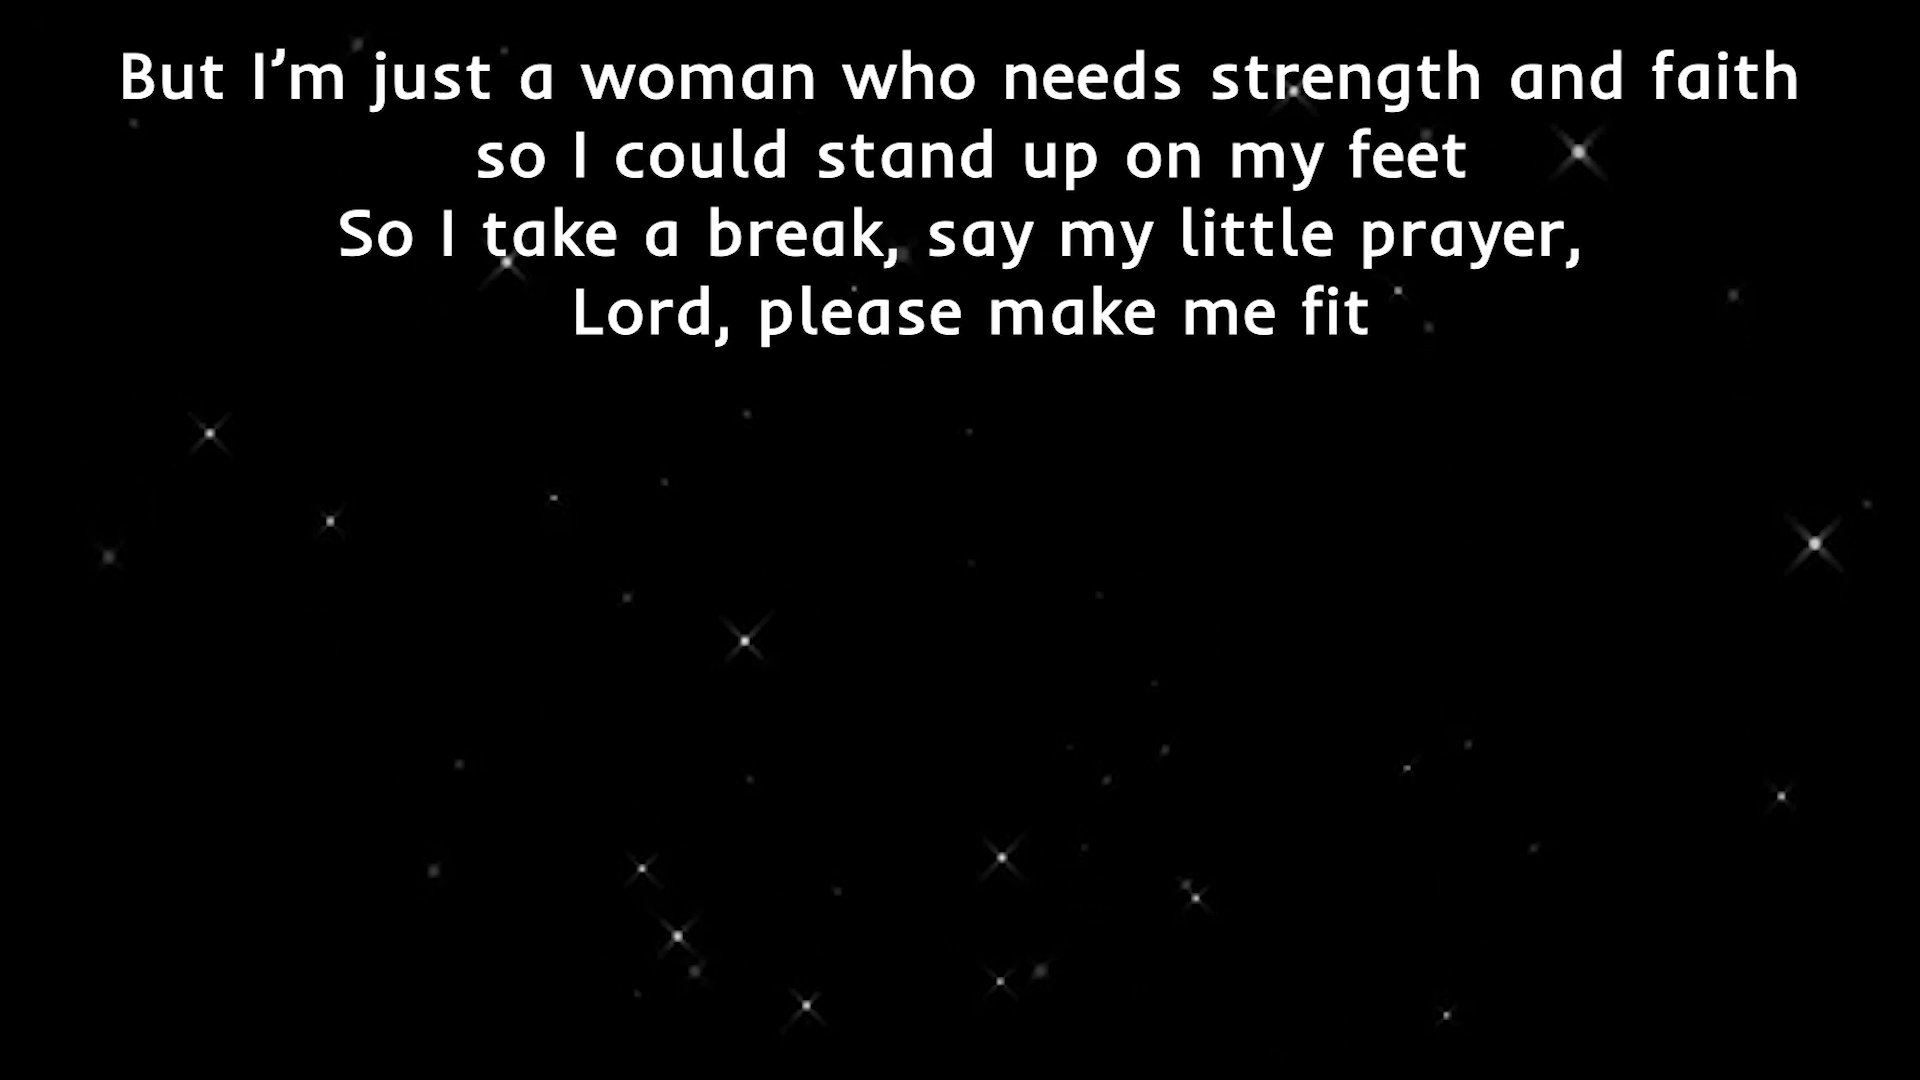 But I’m just a woman who needs strength and faith
so I could stand up on my feet
So I take a break, say my little prayer,
Lord, please make me fit